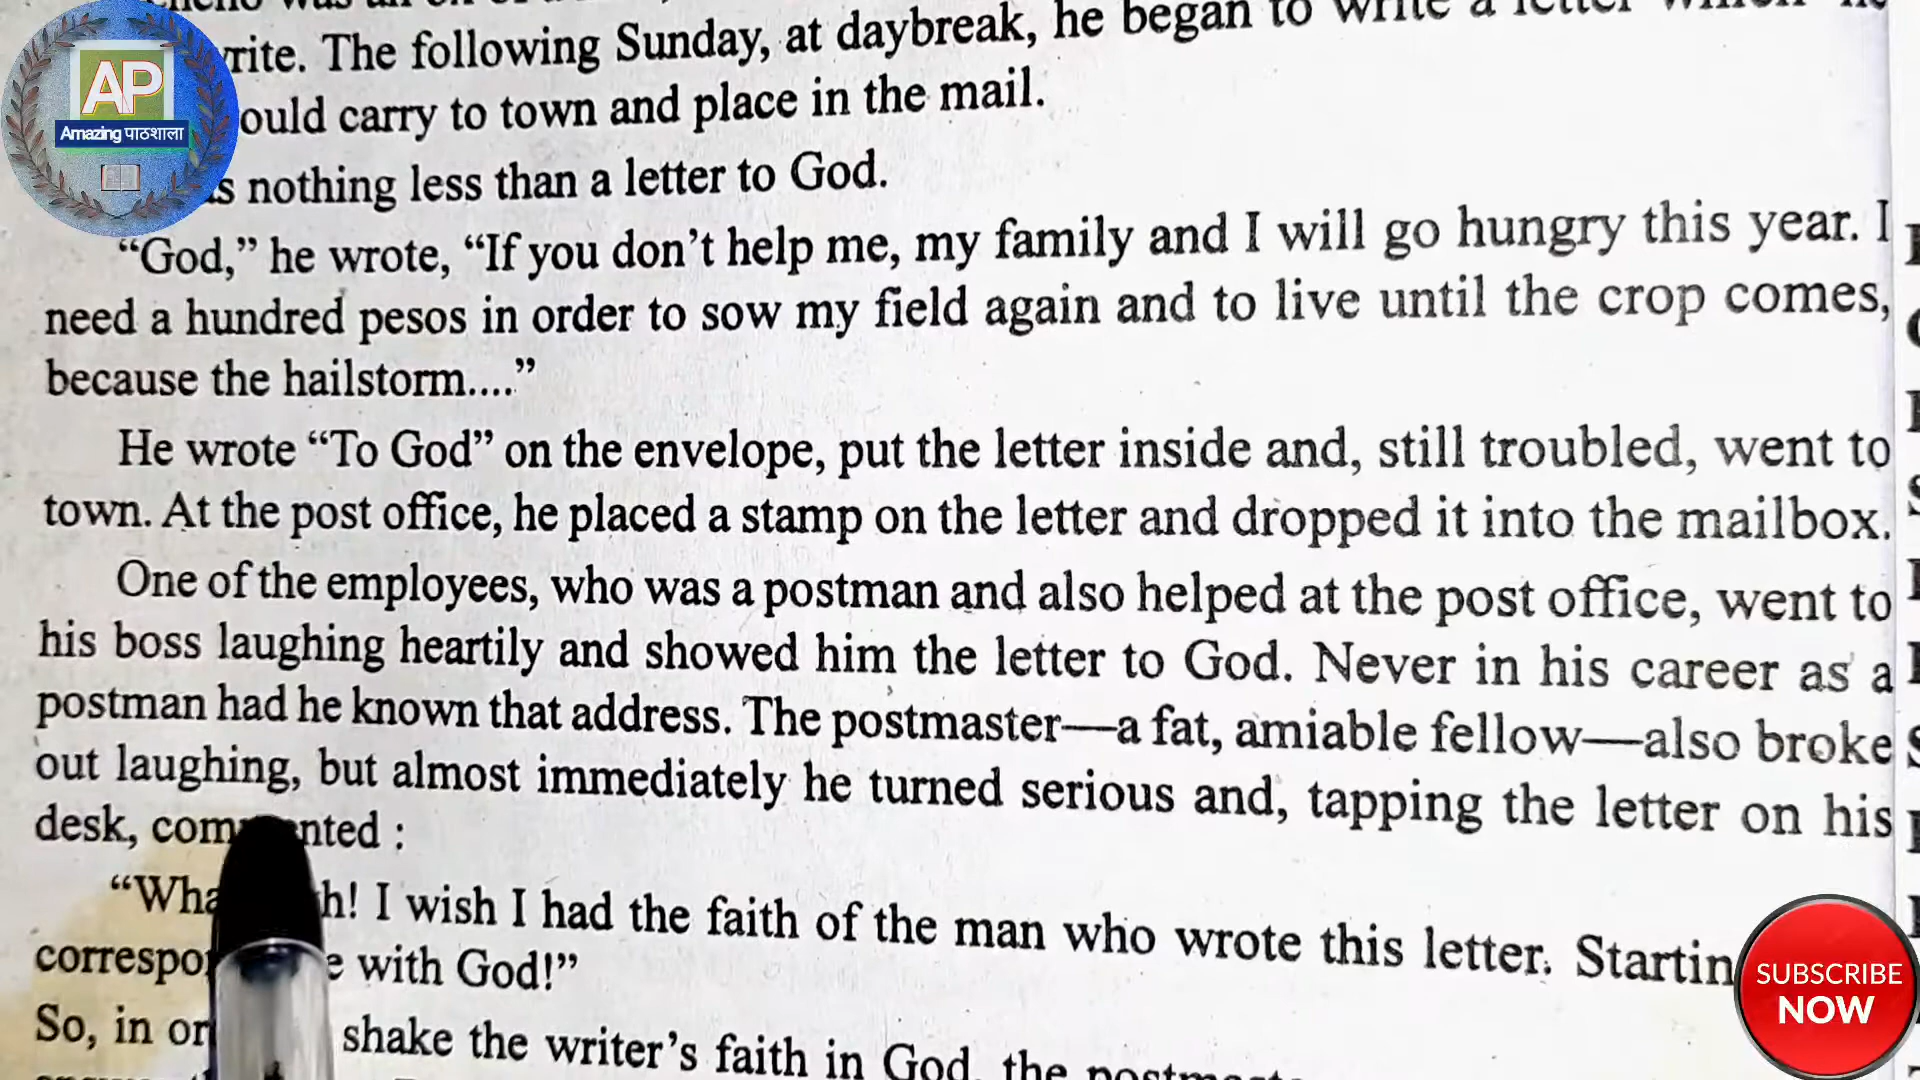 was an
rite. The following Sunday, at daybreak, he began to write a letter which he
ould carry to town and place in the mail.
s nothing less than a letter to God.
“God,” he wrote, “If you don’t help me, my family and I will go hungry this year. I
need a hundred pesos in order to sow my field again and to live until the crop comes,
because the hailstorm....”
He wrote “To God” on the envelope, put the letter inside and, still troubled, went to
town. At the post office, he placed a stamp on the letter and dropped it into the mailbox.
One of the employees, who was a postman and also helped at the post office, went to
his boss laughing heartily and showed him the letter to God. Never in his career as a
postman had he known that address. The postmaster—a fat, amiable fellow—also broke
out laughing, but almost immediately he turned serious and, tapping the letter on his
desk, com nted :
“Wha h! I wish I had the faith of the man who wrote this letter. Startin
correspo e with God!”
So, in or shake the writer’s faith in God, the postmaste
AP
Amazing पाठशाला
SUBSCRIBE
NOW